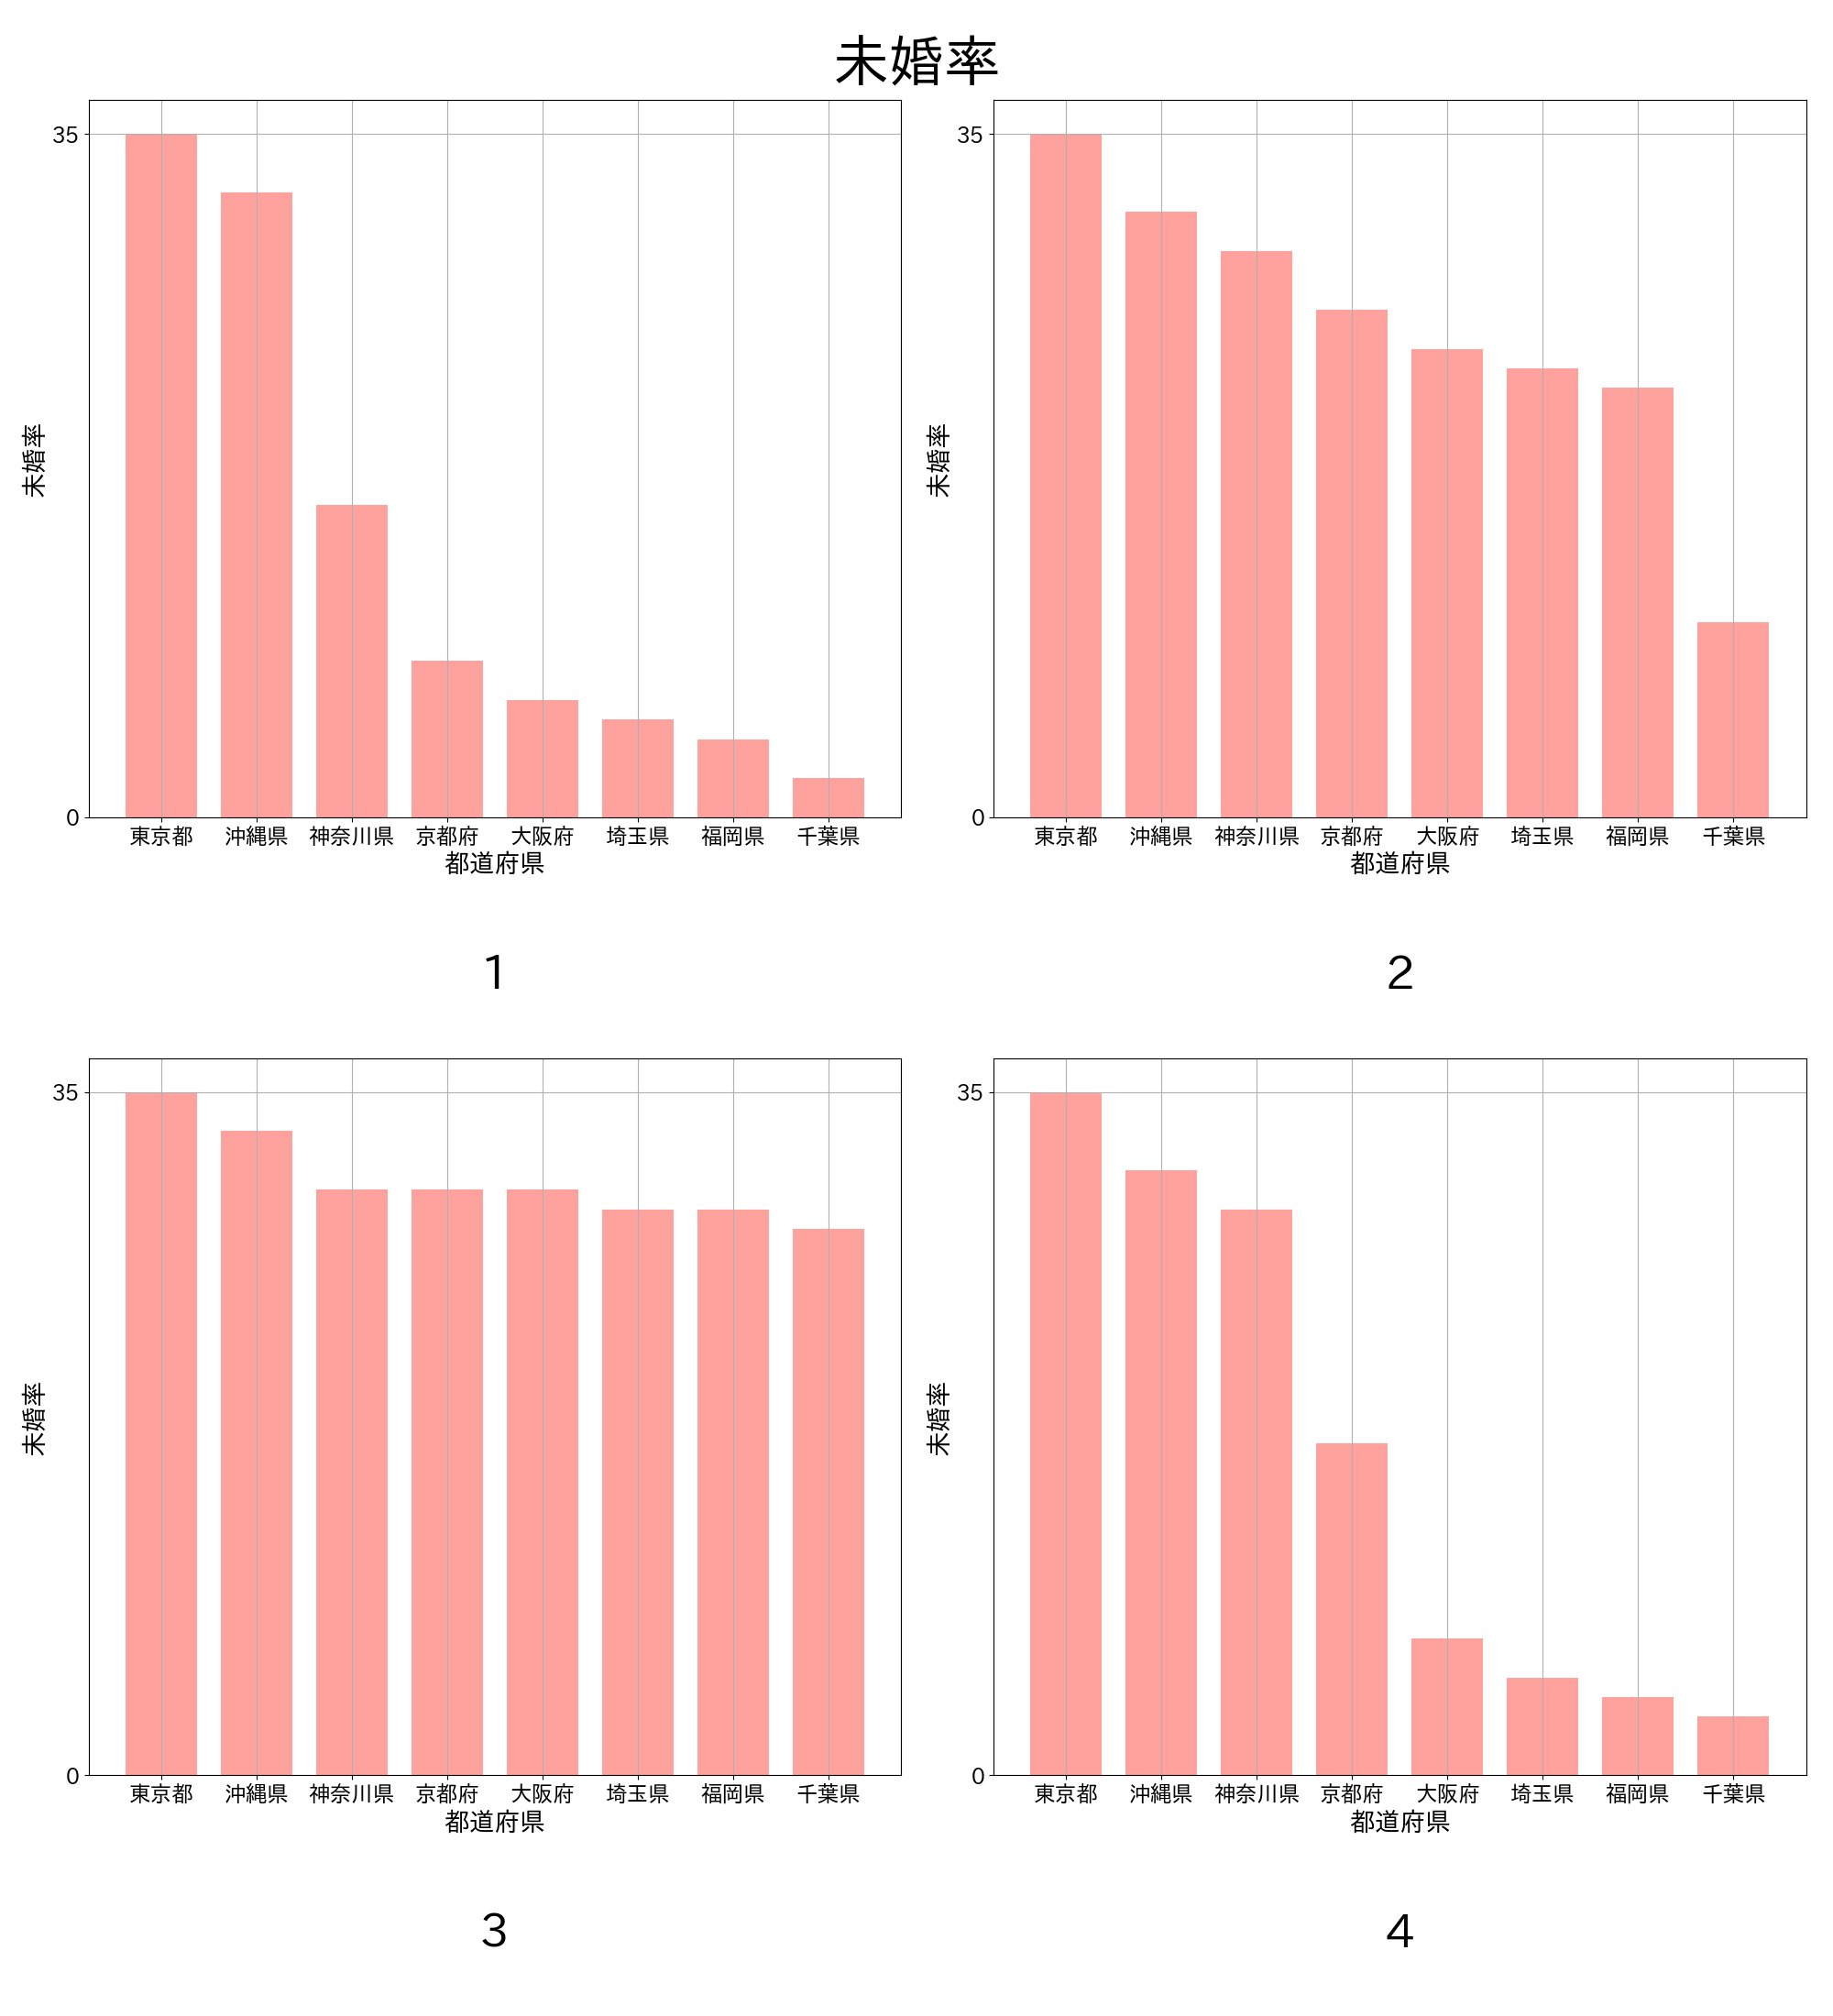 未婚率
35
0
未婚率
東京都 沖縄県 神奈川県 京都府 大阪府 埼玉県 福岡県 千葉県
都道府県
1
35
0
未婚率
東京都 沖縄県 神奈川県 京都府 大阪府 埼玉県 福岡県 千葉県
都道府県
2
35
0
未婚率
東京都 沖縄県 神奈川県 京都府 大阪府 埼玉県 福岡県 千葉県
都道府県
3
35
0
未婚率
東京都 沖縄県 神奈川県 京都府 大阪府 埼玉県 福岡県 千葉県
都道府県
4